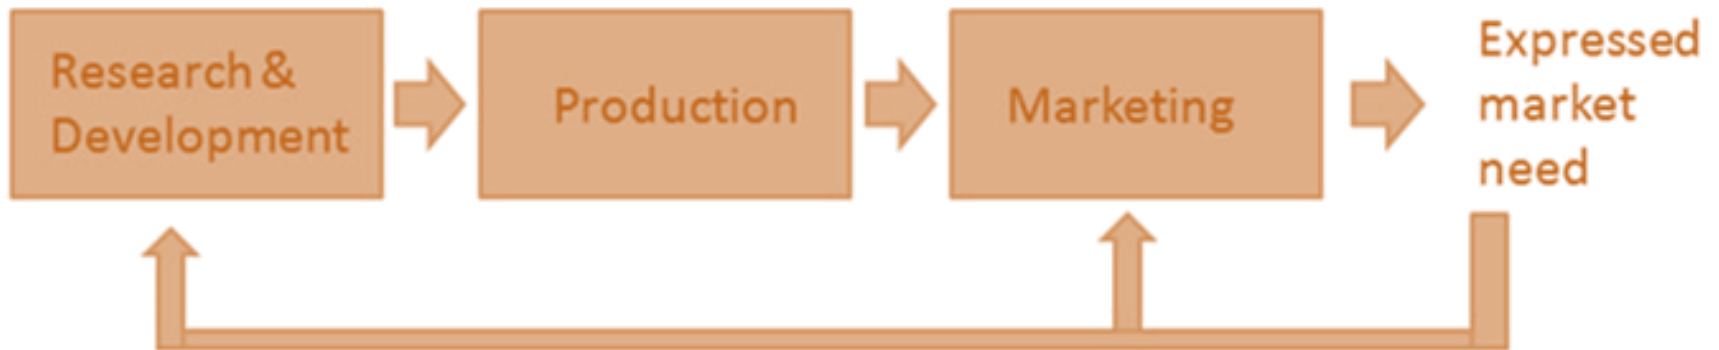 Research &
Development
Production
Marketing
Expressed
market
need